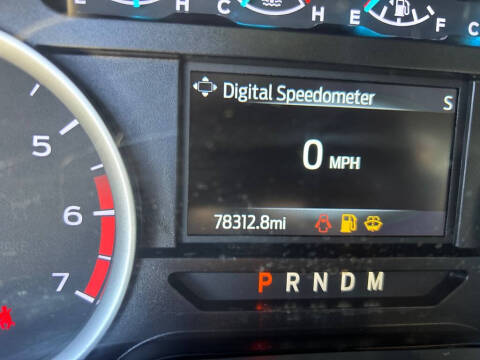 H C H E F C
Digital Speedometer S
5
0 MPH
6
78312.8mi
7
P R N D M